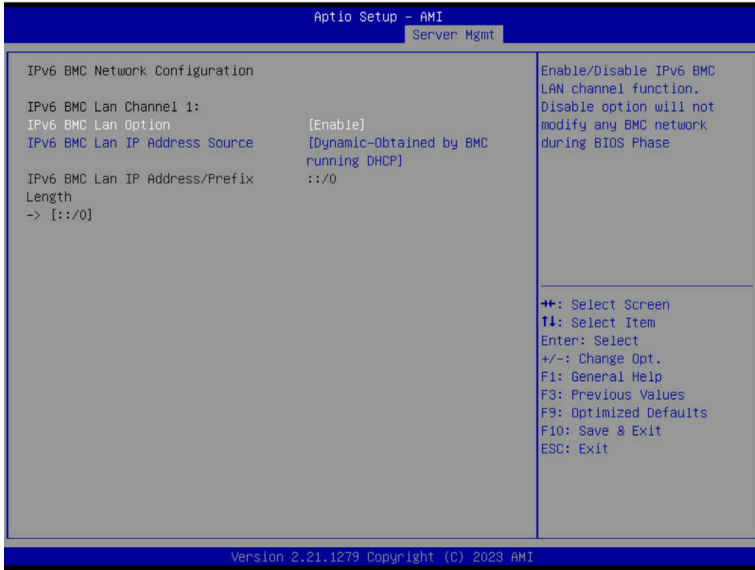 Aptio Setup – AMI
Server Mgmt
IPv6 BMC Network Configuration
IPv6 BMC Lan Channel 1:
IPv6 BMC Lan Option [Enable]
IPv6 BMC Lan IP Address Source [Dynamic-Obtained by BMC
running DHCP]
IPv6 BMC Lan IP Address/Prefix ::/0
Length
-> [::/0]
Enable/Disable IPv6 BMC
LAN channel function.
Disable option will not
modify any BMC network
during BIOS Phase
→←: Select Screen
↑↓: Select Item
Enter: Select
+/-: Change Opt.
F1: General Help
F3: Previous Values
F9: Optimized Defaults
F10: Save & Exit
ESC: Exit
Version 2.21.1279 Copyright (C) 2023 AMI